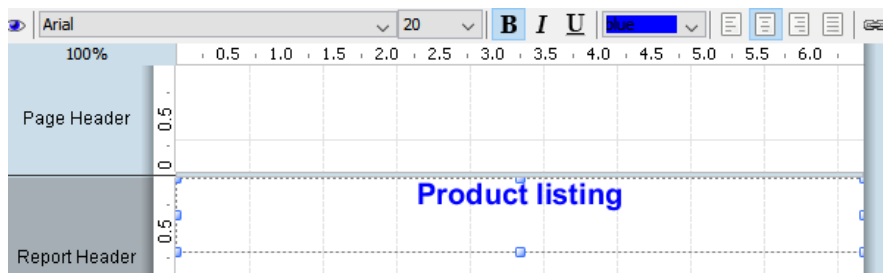 Arial 20 B I U blue
100% 0.5 1.0 1.5 2.0 2.5 3.0 3.5 4.0 4.5 5.0 5.5 6.0
Page Header
0.5
0
Product listing
0.5
Report Header